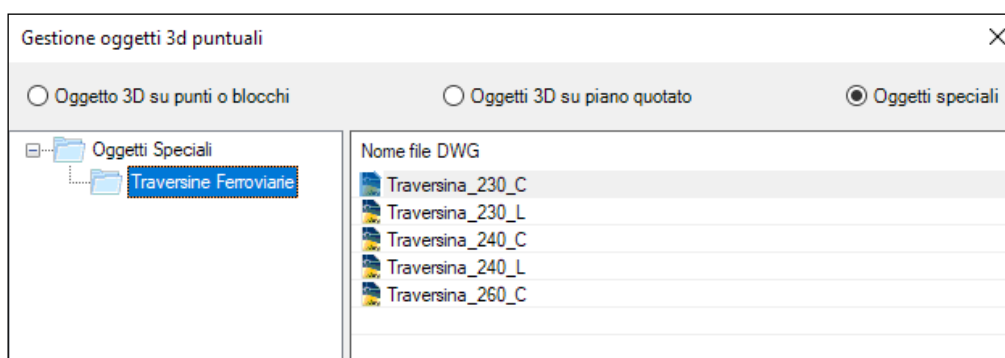 Gestione oggetti 3d puntuali
Oggetto 3D su punti o blocchi
Oggetti 3D su piano quotato
Oggetti speciali
Oggetti Speciali
Traversine Ferroviarie
Nome file DWG
Traversina_230_C
Traversina_230_L
Traversina_240_C
Traversina_240_L
Traversina_260_C